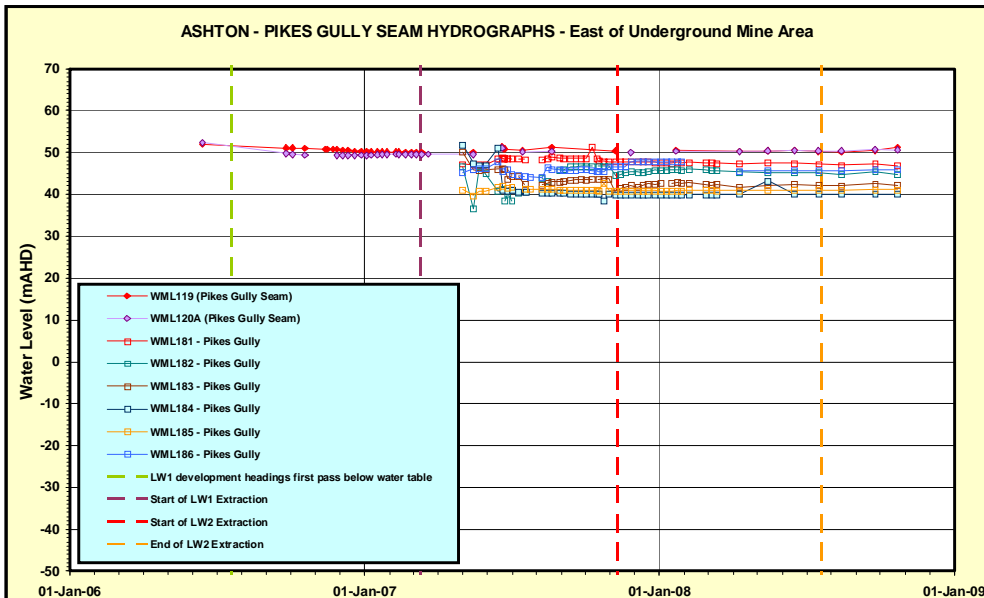 ASHTON - PIKES GULLY SEAM HYDROGRAPHS - East of Underground Mine Area
70
60
50
40
30
20
10
0
-10
-20
-30
-40
-50
Water Level (mAHD)
WML119 (Pikes Gully Seam)
WML120A (Pikes Gully Seam)
WML181 - Pikes Gully
WML182 - Pikes Gully
WML183 - Pikes Gully
WML184 - Pikes Gully
WML185 - Pikes Gully
WML186 - Pikes Gully
LW1 development headings first pass below water table
Start of LW1 Extraction
Start of LW2 Extraction
End of LW2 Extraction
01-Jan-06 01-Jan-07 01-Jan-08 01-Jan-09